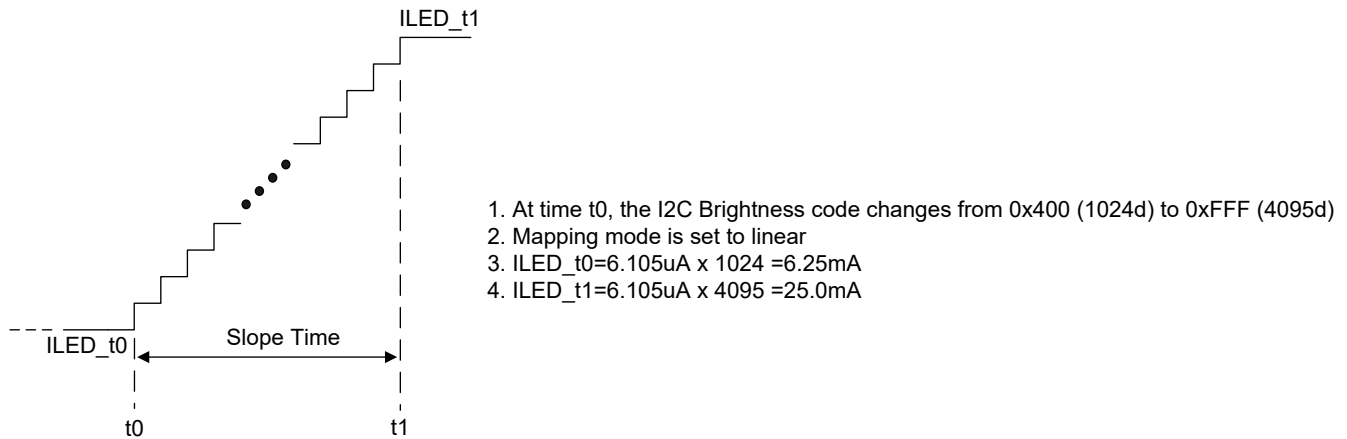 ILED_t1
1. At time t0, the I2C Brightness code changes from 0x400 (1024d) to 0xFFF (4095d)
2. Mapping mode is set to linear
3. ILED_t0=6.105uA x 1024 =6.25mA
4. ILED_t1=6.105uA x 4095 =25.0mA
Slope Time
ILED_t0
t0
t1